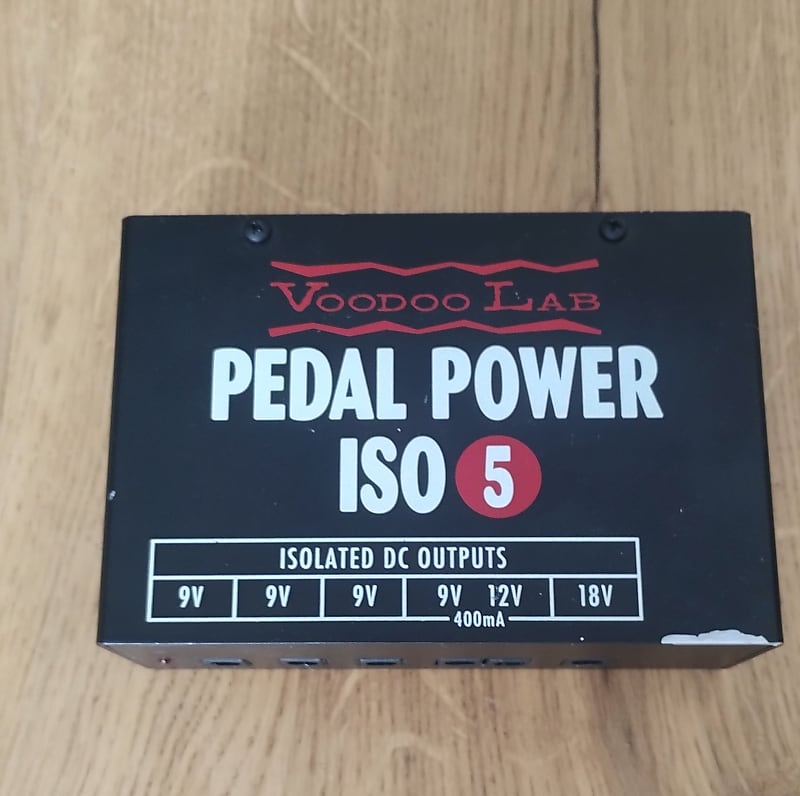 VOODOO LAB
PEDAL POWER
ISO 5
ISOLATED DC OUTPUTS
9V 9V 9V 9V 12V 18V
400mA